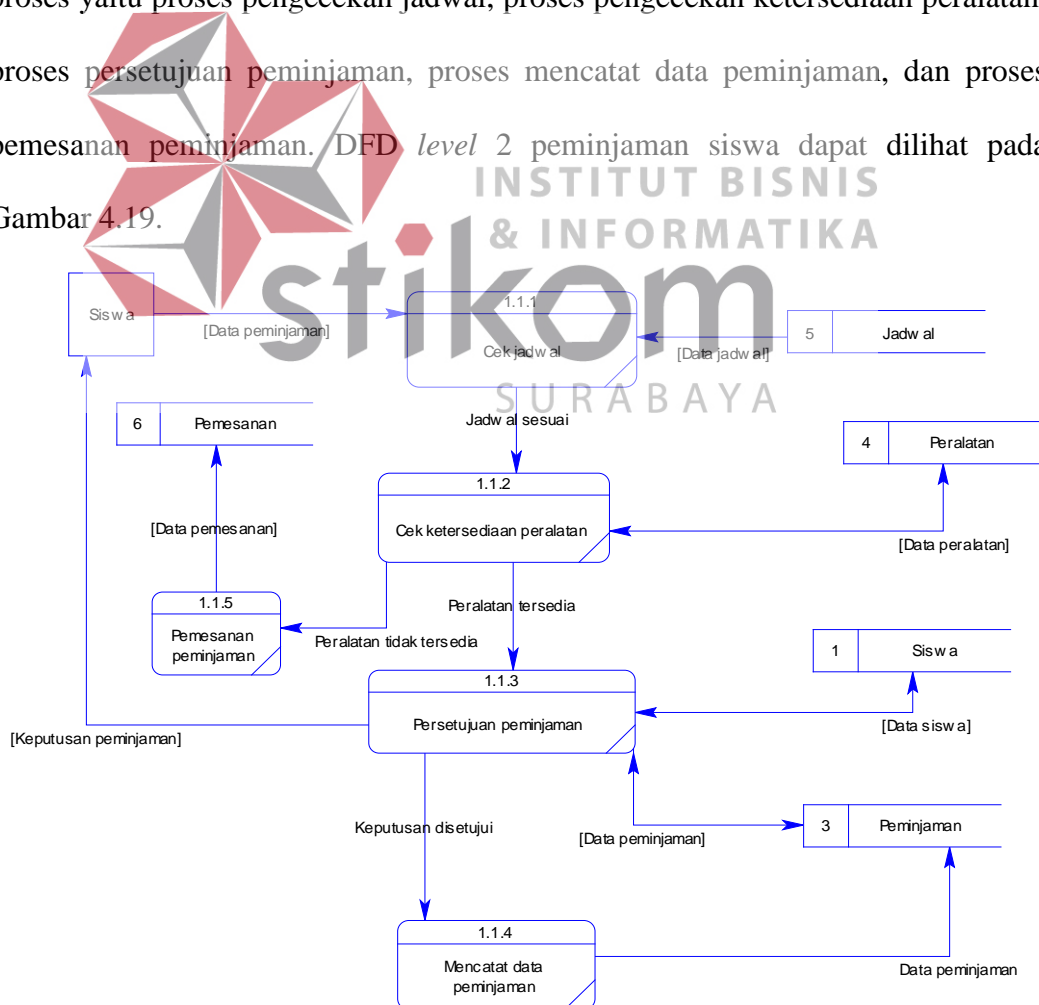 proses yaitu proses pengecekan jadwal, proses pengecekan ketersediaan peralatan,
proses persetujuan peminjaman, proses mencatat data peminjaman, dan proses
pemesanan peminjaman. DFD level 2 peminjaman siswa dapat dilihat pada
Gambar 4.19.
INSTITUT BISNIS
& INFORMATIKA
stikom
SURABAYA
Siswa
[Data peminjaman]
1.1.1
Cek jadwal
[Data jadwal]
5
Jadwal
Jadwal sesuai
6
Pemesanan
4
Peralatan
1.1.2
Cek ketersediaan peralatan
[Data pemesanan]
[Data peralatan]
1.1.5
Pemesanan
peminjaman
Peralatan tersedia
Peralatan tidak tersedia
1
Siswa
1.1.3
Persetujuan peminjaman
[Data siswa]
[Keputusan peminjaman]
Keputusan disetujui
[Data peminjaman]
3
Peminjaman
1.1.4
Mencatat data
peminjaman
Data peminjaman